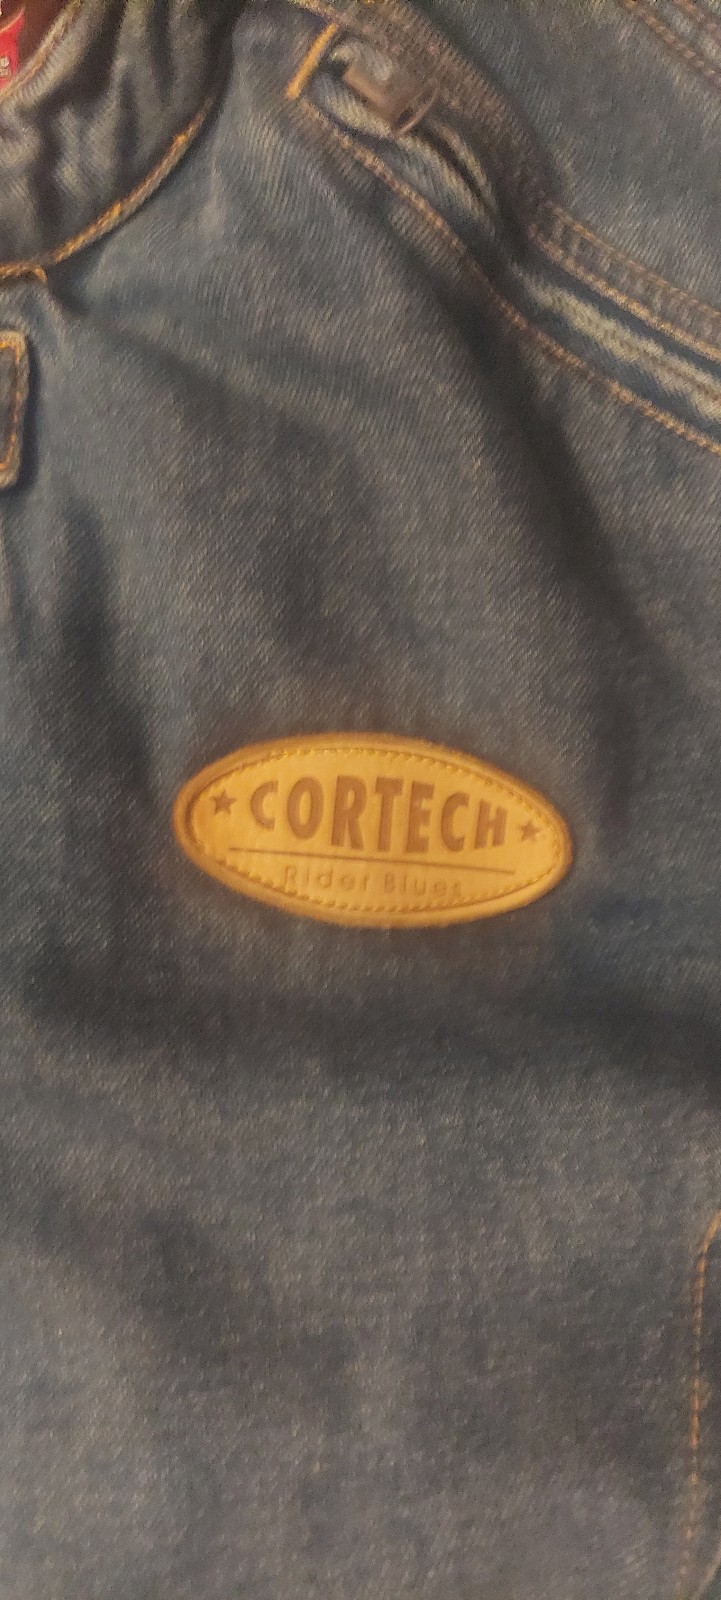 ★ CORTECH ★
Rider Blues